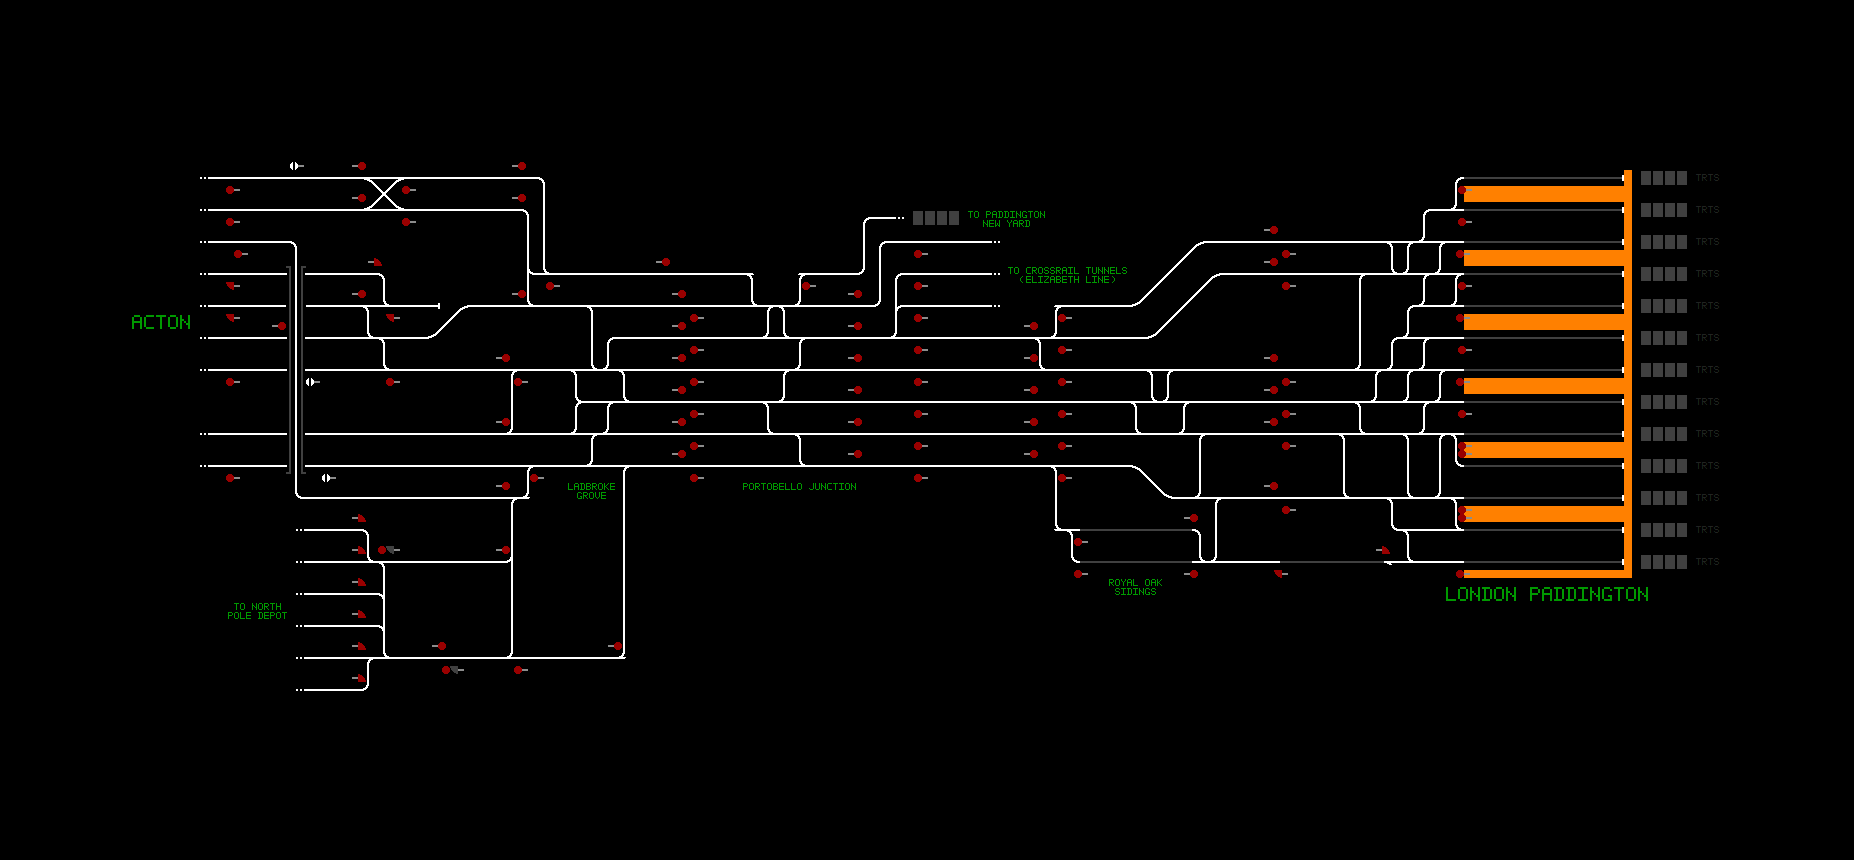 TRTS
TRTS
TO PADDINGTON
NEW YARD
TRTS
TO CROSSRAIL TUNNELS
(ELIZABETH LINE)
TRTS
TRTS
ACTON
TRTS
TRTS
TRTS
TRTS
TRTS
LADBROKE
GROVE
PORTOBELLO JUNCTION
TRTS
TRTS
TRTS
ROYAL OAK
SIDINGS
LONDON PADDINGTON
TO NORTH
POLE DEPOT